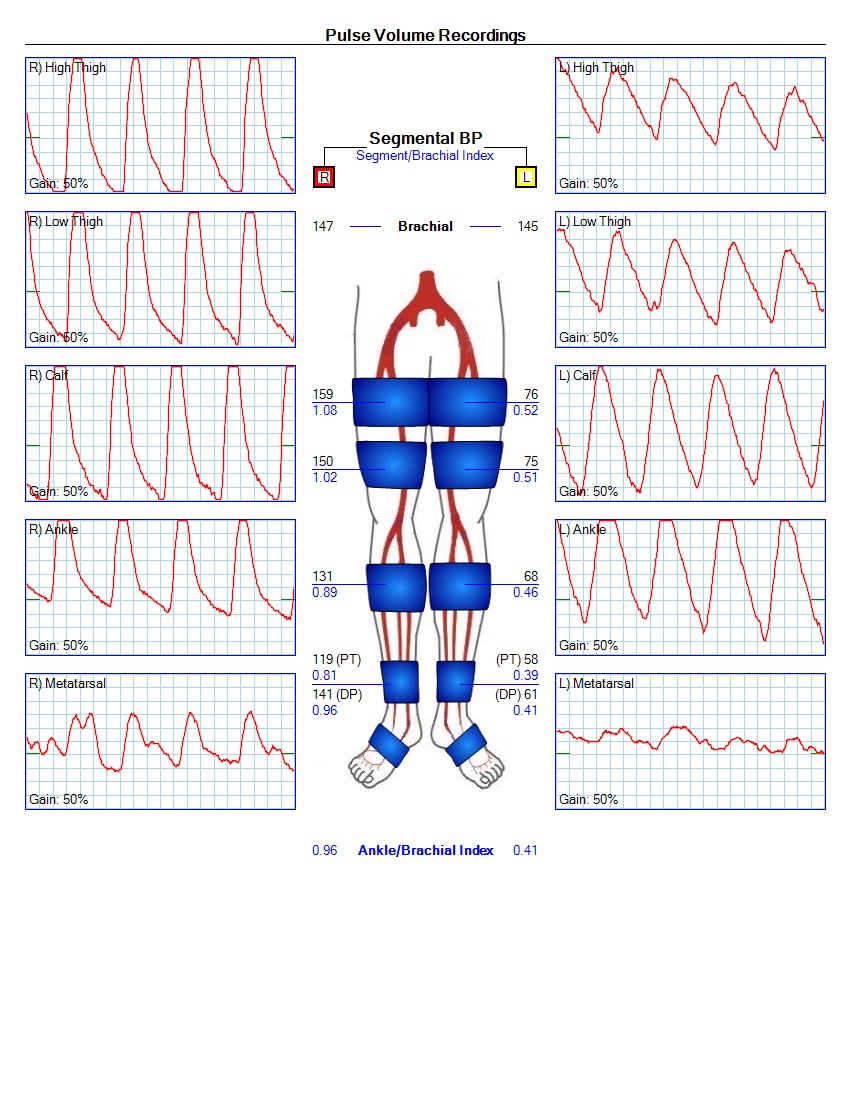 Pulse Volume Recordings
R) High Thigh
Gain: 50%
R) Low Thigh
Gain: 50%
R) Calf
Gain: 50%
R) Ankle
Gain: 50%
R) Metatarsal
Gain: 50%
Segmental BP
Segment/Brachial Index
R
L
147 Brachial 145
159
1.08
76
0.52
150
1.02
75
0.51
131
0.89
68
0.46
119 (PT)
0.81
141 (DP)
0.96
(PT) 58
0.39
(DP) 61
0.41
0.96 Ankle/Brachial Index 0.41
L) High Thigh
Gain: 50%
L) Low Thigh
Gain: 50%
L) Calf
Gain: 50%
L) Ankle
Gain: 50%
L) Metatarsal
Gain: 50%